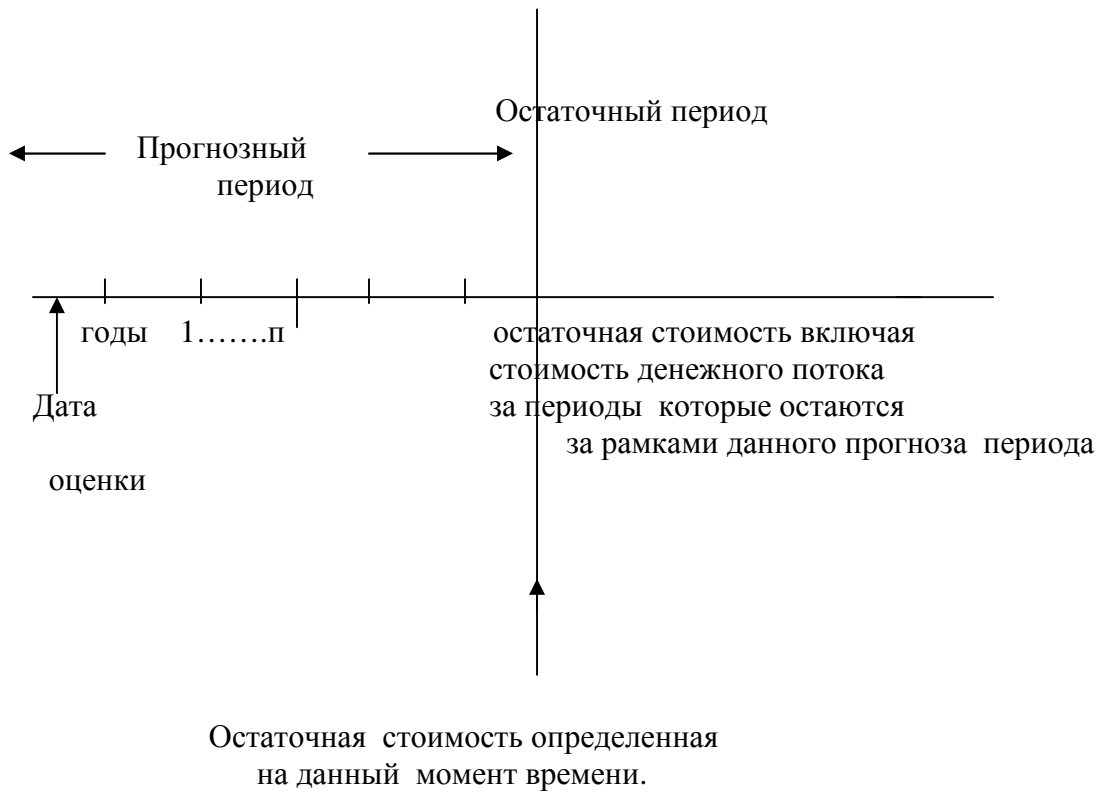 Остаточный период
Прогнозный
период
годы 1…….п
остаточная стоимость включая
стоимость денежного потока
за периоды которые остаются
за рамками данного прогноза периода
Дата
оценки
Остаточная стоимость определенная
на данный момент времени.